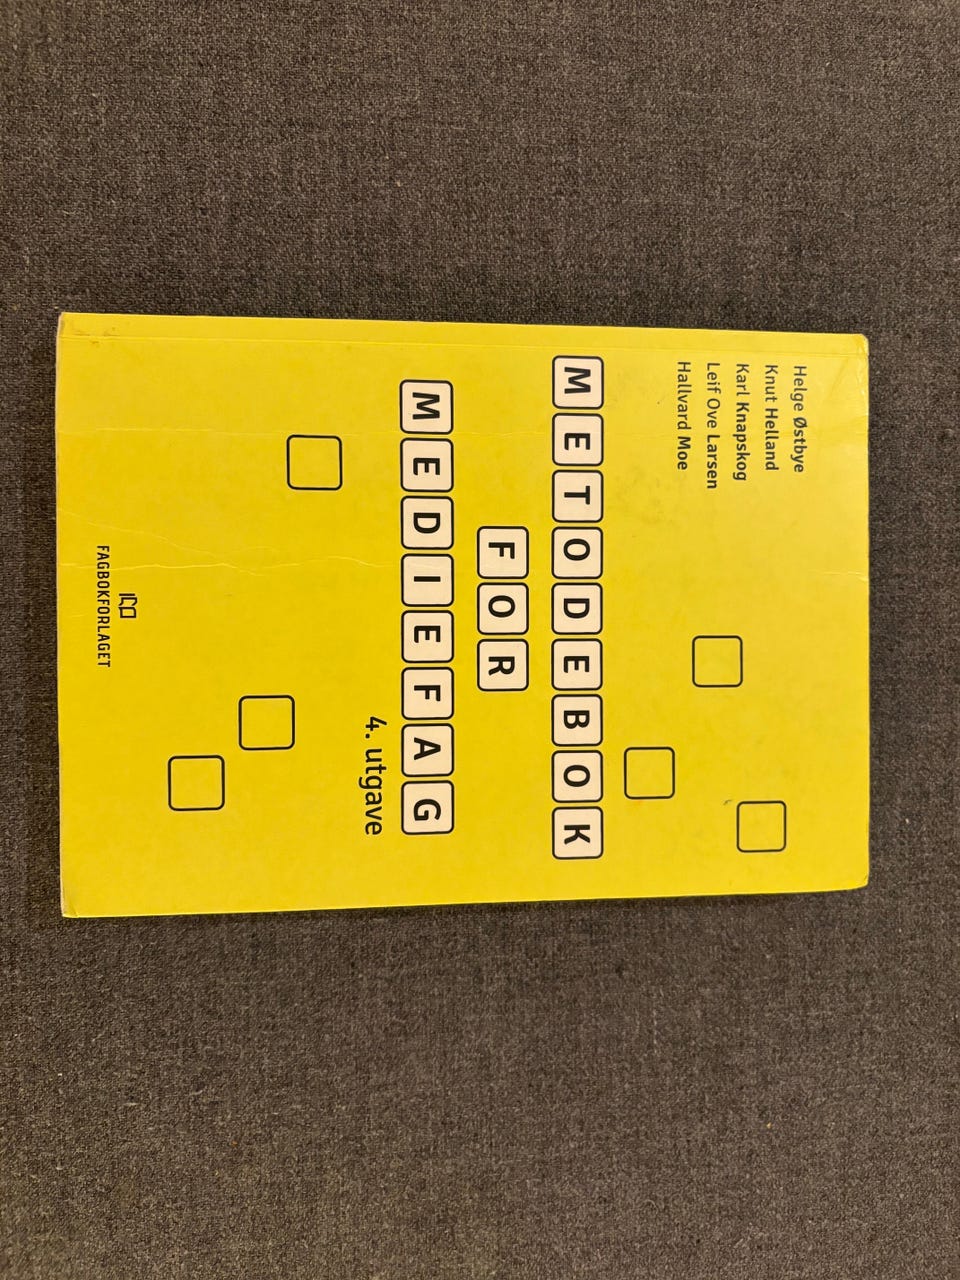 Helge Østbye
Knut Helland
Karl Knapskog
Leif Ove Larsen
Hallvard Moe
METODEBOK
FOR
MEDIEFAG
4. utgave
FAGBOKFORLAGET